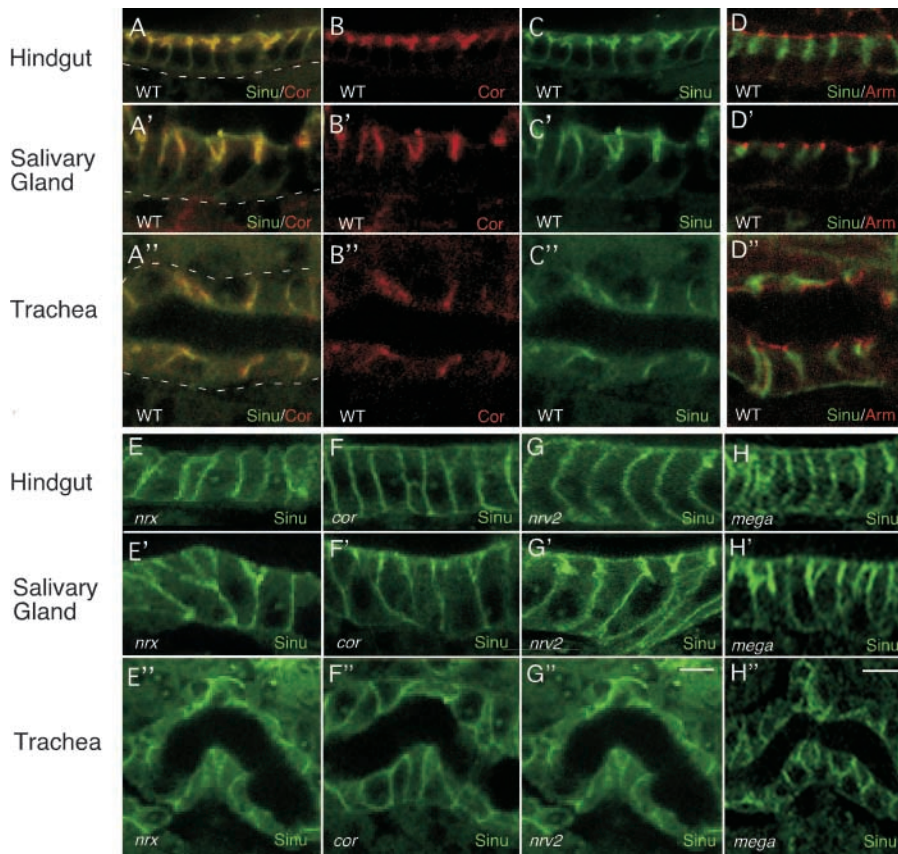 Hindgut
A
WT
Sinu/Cor
B
WT
Cor
C
WT
Sinu
D
WT
Sinu/Arm
Salivary
Gland
A'
WT
Sinu/Cor
B'
WT
Cor
C'
WT
Sinu
D'
WT
Sinu/Arm
Trachea
A''
WT
Sinu/Cor
B''
WT
Cor
C''
WT
Sinu
D''
WT
Sinu/Arm
Hindgut
E
nrx
Sinu
F
cor
Sinu
G
nrv2
Sinu
H
mega
Sinu
Salivary
Gland
E'
nrx
Sinu
F'
cor
Sinu
G'
nrv2
Sinu
H'
mega
Sinu
Trachea
E''
nrx
Sinu
F''
cor
Sinu
G''
nrv2
Sinu
H''
mega
Sinu